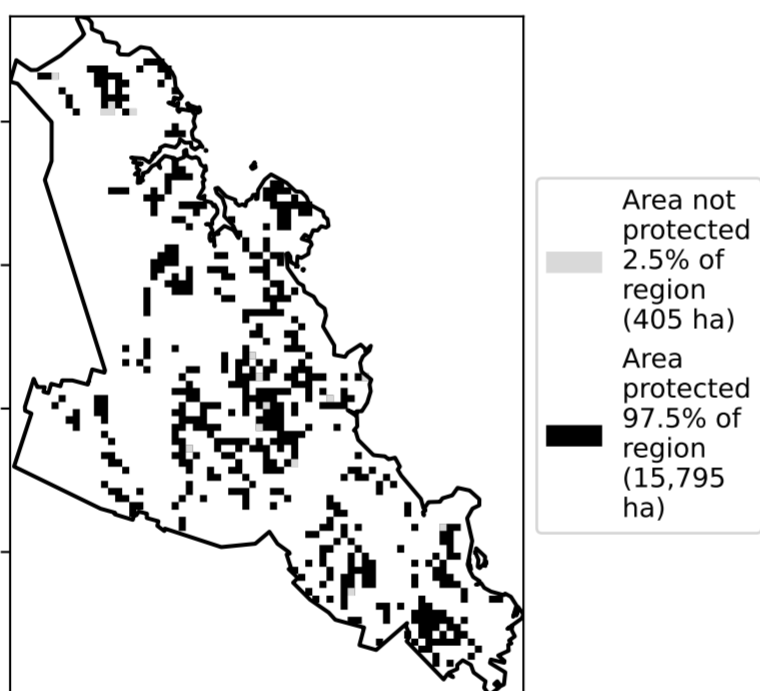 Area not
protected
2.5% of
region
(405 ha)
Area
protected
97.5% of
region
(15,795
ha)